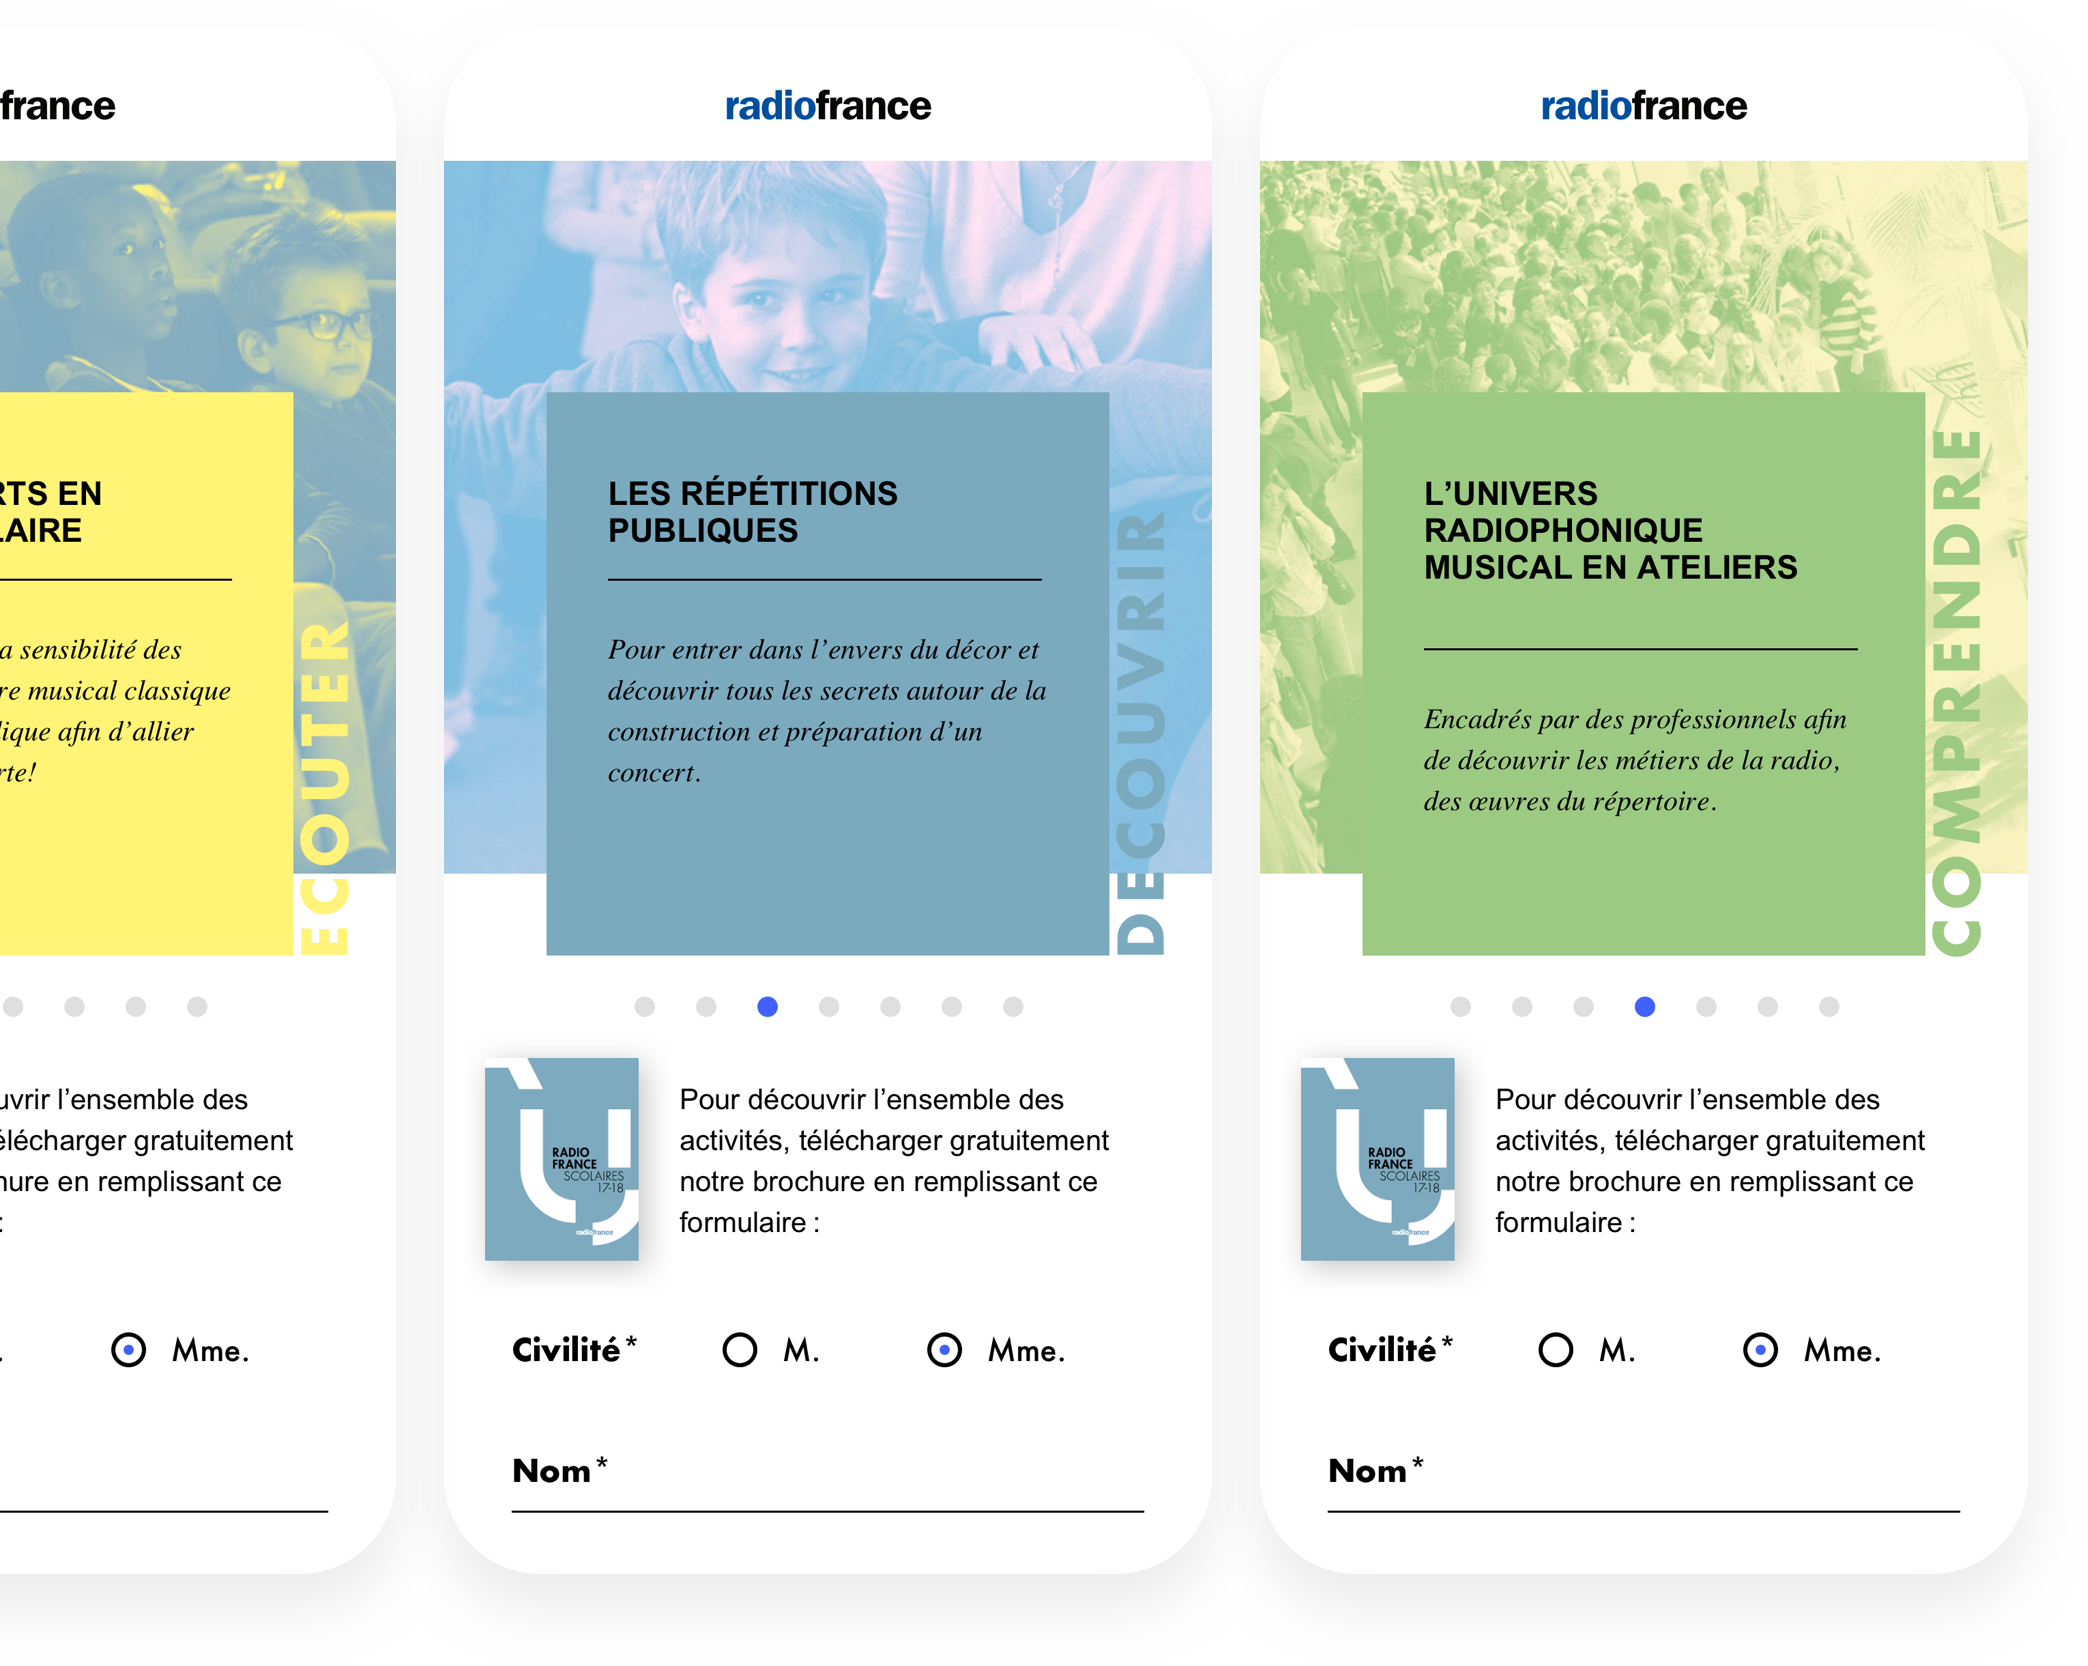 france
RTS EN
LAIRE
a sensibilité des
re musical classique
lique afin d’allier
rte!
ECOUTER
uvrir l’ensemble des
élécharger gratuitement
hure en remplissant ce
:
. Mme.
radiofrance
LES RÉPÉTITIONS
PUBLIQUES
Pour entrer dans l’envers du décor et
découvrir tous les secrets autour de la
construction et préparation d’un
concert.
DECOUVRIR
RADIO
FRANCE
SCOLAIRES
17-18
radiofrance
Pour découvrir l’ensemble des
activités, télécharger gratuitement
notre brochure en remplissant ce
formulaire :
Civilité* M. Mme.
Nom*
radiofrance
L’UNIVERS
RADIOPHONIQUE
MUSICAL EN ATELIERS
Encadrés par des professionnels afin
de découvrir les métiers de la radio,
des œuvres du répertoire.
COMPRENDRE
RADIO
FRANCE
SCOLAIRES
17-18
radiofrance
Pour découvrir l’ensemble des
activités, télécharger gratuitement
notre brochure en remplissant ce
formulaire :
Civilité* M. Mme.
Nom*